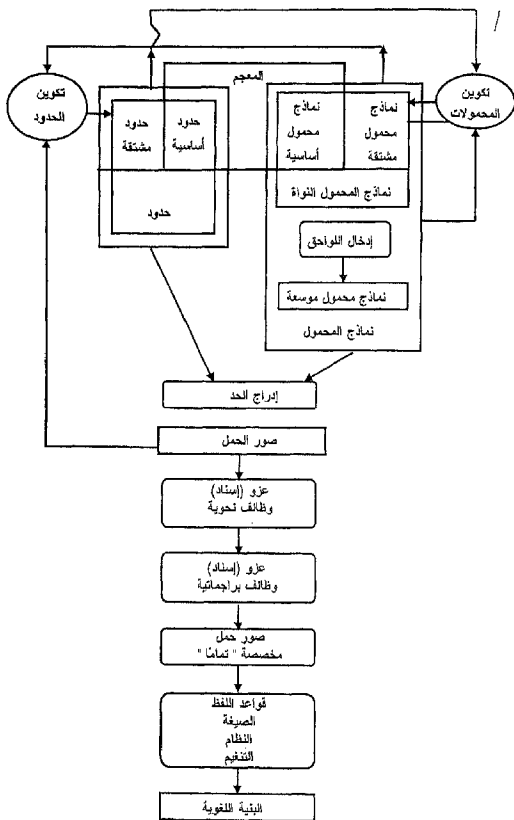 المعجم
تكوين
المحمولات
نماذج
محمول
مشتقة
نماذج
محمول
أساسية
حدود
أساسية
حدود
مشتقة
تكوين
الحدود
نماذج المحمول النواة
حدود
إدخال اللواحق
نماذج محمول موسعة
نماذج المحمول
إدراج الحد
صور الحمل
عزو (إسناد)
وظائف نحوية
عزو (إسناد)
وظائف براجماتية
صور حمل
مخصصة " تمامًا "
قواعد اللفظ
الصيغة
النظام
التنغيم
البنية اللغوية